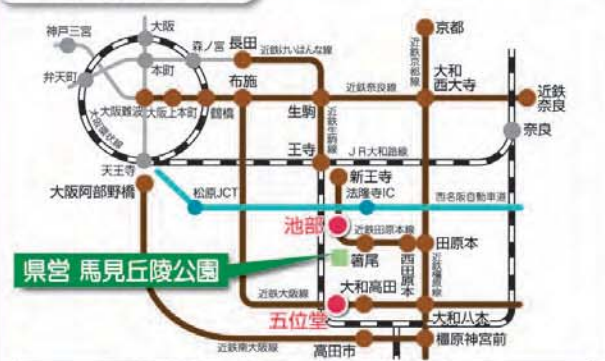 神戸三宮
大阪
森ノ宮
長田
近鉄けいはんな線
京都
弁天町
本町
布施
近鉄奈良線
近鉄京都線
大和
西大寺
近鉄
奈良
大阪難波
大阪上本町
鶴橋
生駒
近鉄生駒線
奈良
大阪環状線
天王寺
王寺
JR大和路線
大阪阿部野橋
新王寺
松原JCT
法隆寺IC
西名阪自動車道
池部
近鉄田原本線
田原本
箸尾
西田原本
近鉄橿原線
県営 馬見丘陵公園
近鉄大阪線
大和高田
五位堂
大和八木
近鉄南大阪線
高田市
橿原神宮前